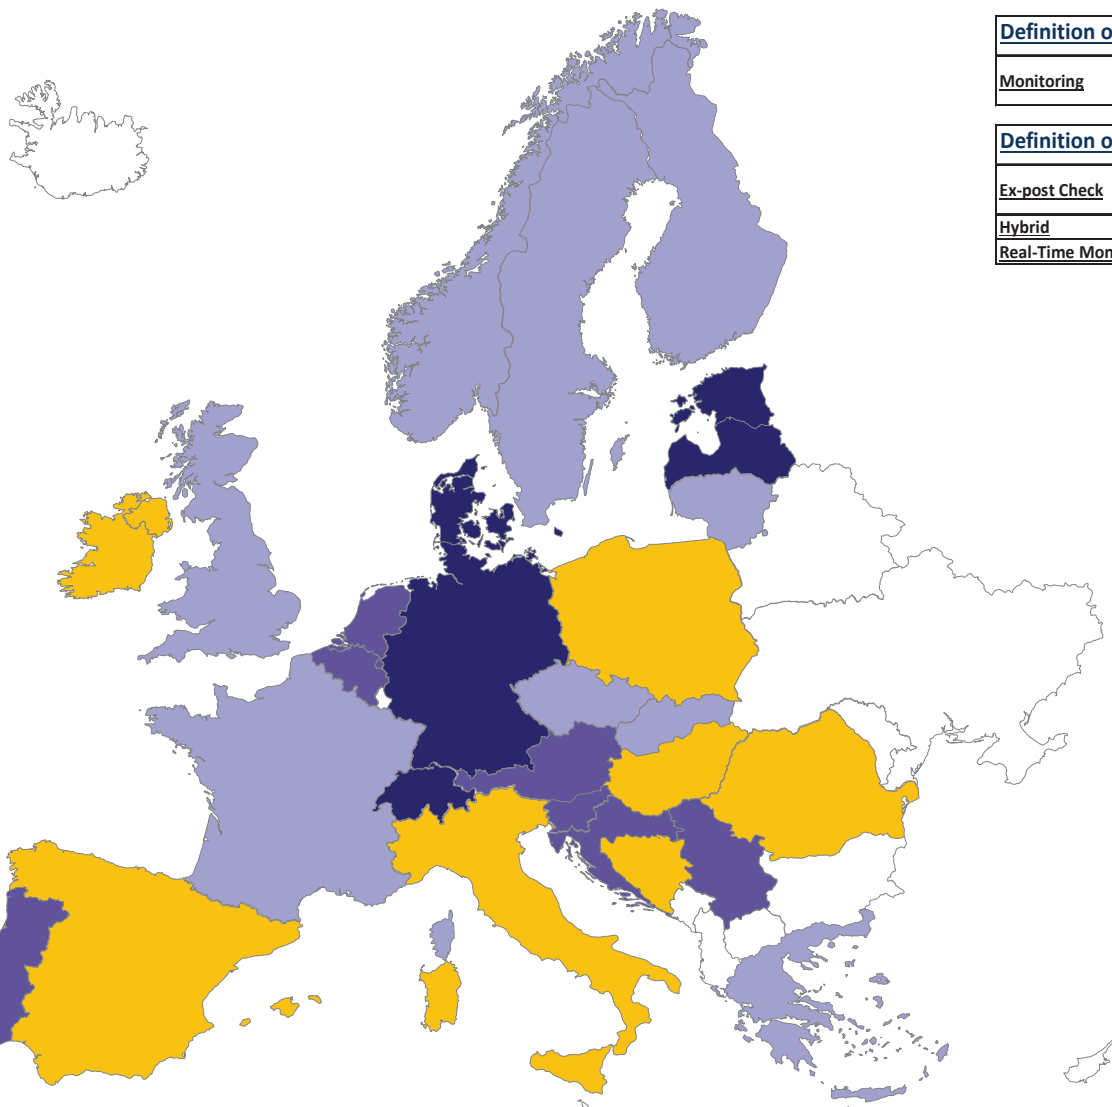 Definition o
Monitoring
Definition o
Ex-post Check
Hybrid
Real-Time Mon